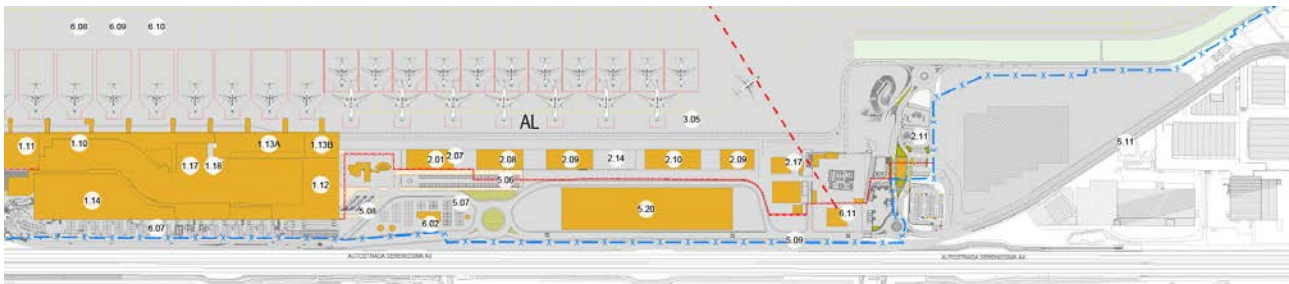 6.08 6.09 6.10
AL
3.05
1.11 1.10 1.17 1.18 1.13A 1.13B
2.01 2.07 2.08 2.09 2.14 2.10 2.09 2.17
2.11
5.11
1.14
1.12
5.06
5.08
5.07
5.20
6.02
6.11
6.07
5.09
AUTOSTRADA SERENISSIMA A4
AUTOSTRADA SERENISSIMA A4